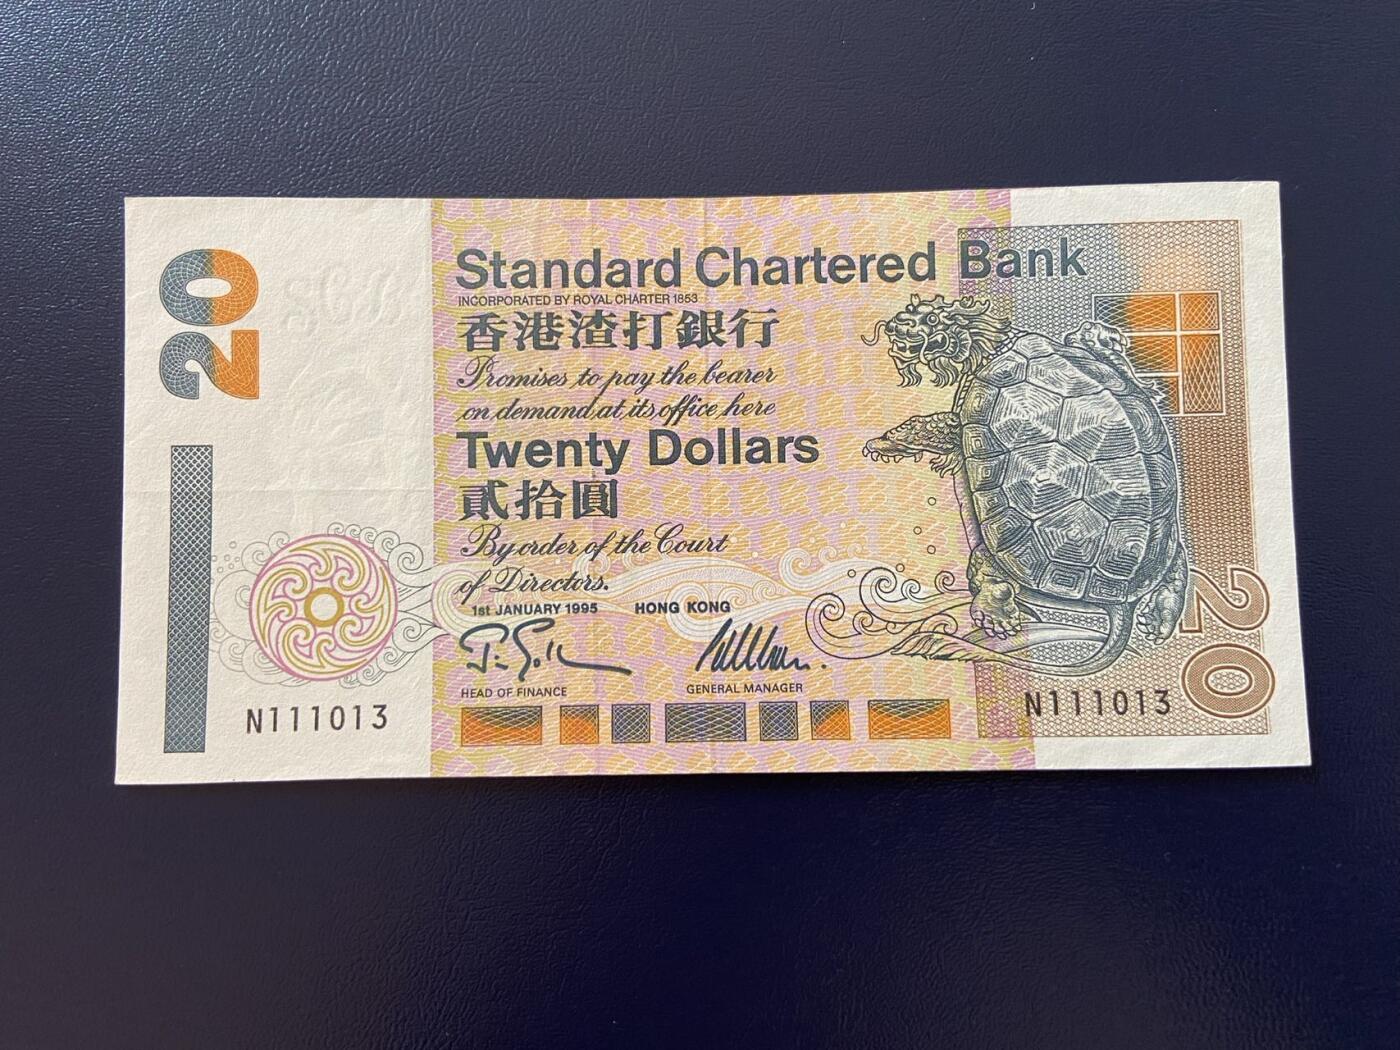 20
Standard Chartered Bank
INCORPORATED BY ROYAL CHARTER 1853
香港渣打銀行
Promises to pay the bearer
on demand at its office here
Twenty Dollars
貳拾圓
By order of the Court
of Directors.
1st JANUARY 1995 HONG KONG
HEAD OF FINANCE GENERAL MANAGER
N111013 N111013
20